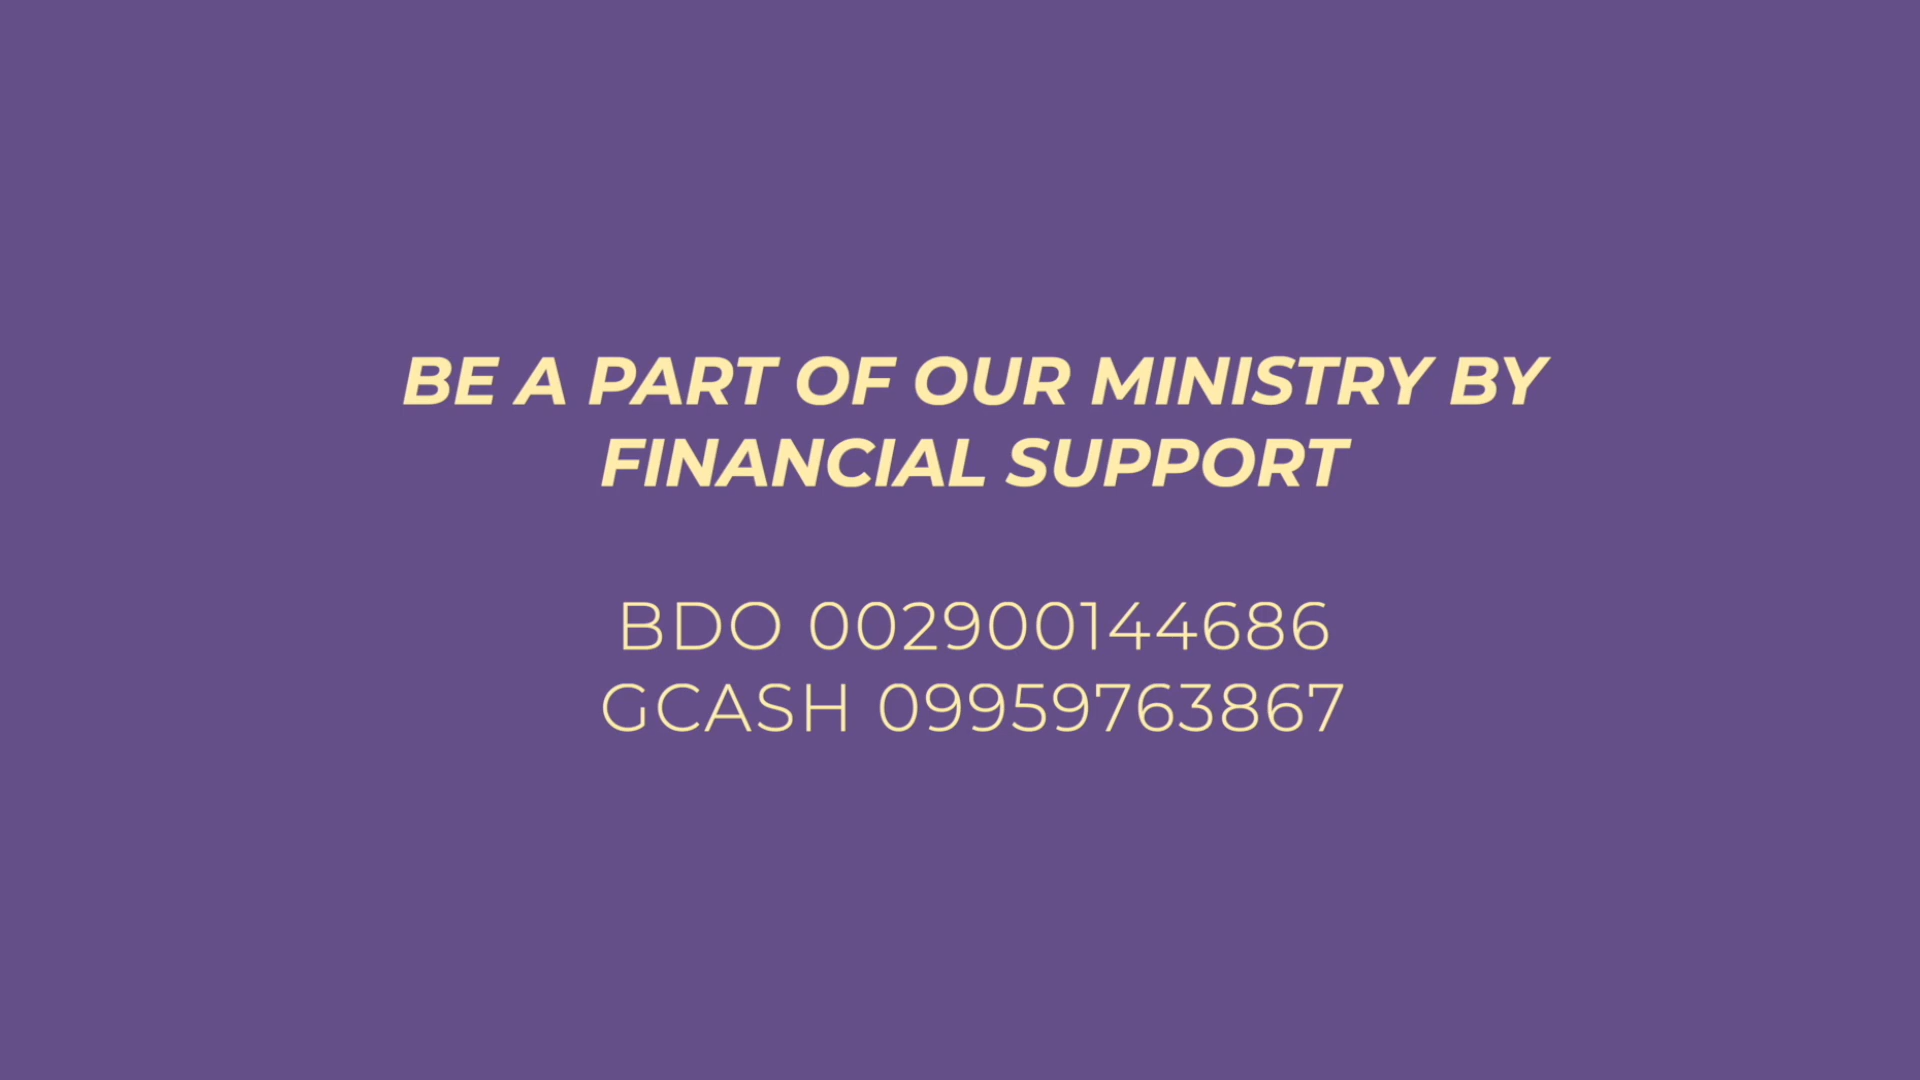 BE A PART OF OUR MINISTRY BY
FINANCIAL SUPPORT
BDO 002900144686
GCASH 09959763867